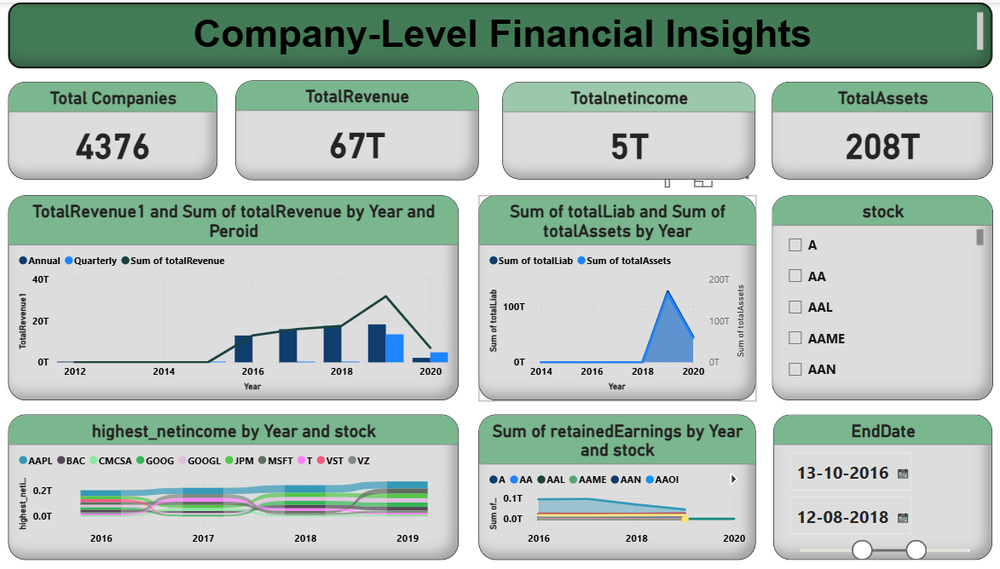 Company-Level Financial Insights
Total Companies
4376
TotalRevenue
67T
Totalnetincome
5T
TotalAssets
208T
TotalRevenue1 and Sum of totalRevenue by Year and
Peroid
Annual Quarterly Sum of totalRevenue
TotalRevenue1
40T
20T
0T
2012 2014 2016 2018 2020
Year
Sum of totalLiab and Sum of
totalAssets by Year
Sum of totalLiab Sum of totalAssets
Sum of totalLiab
100T
0T
200T
100T
0T
Sum of totalAssets
2014 2016 2018 2020
Year
stock
A
AA
AAL
AAME
AAN
highest_netincome by Year and stock
AAPL BAC CMCSA GOOG GOOGL JPM MSFT T VST VZ
highest_neti...
0.2T
0.0T
2016 2017 2018 2019
Sum of retainedEarnings by Year
and stock
A AA AAL AAME AAN AAOI
Sum of...
0.1T
0.0T
2016 2018 2020
EndDate
13-10-2016
12-08-2018